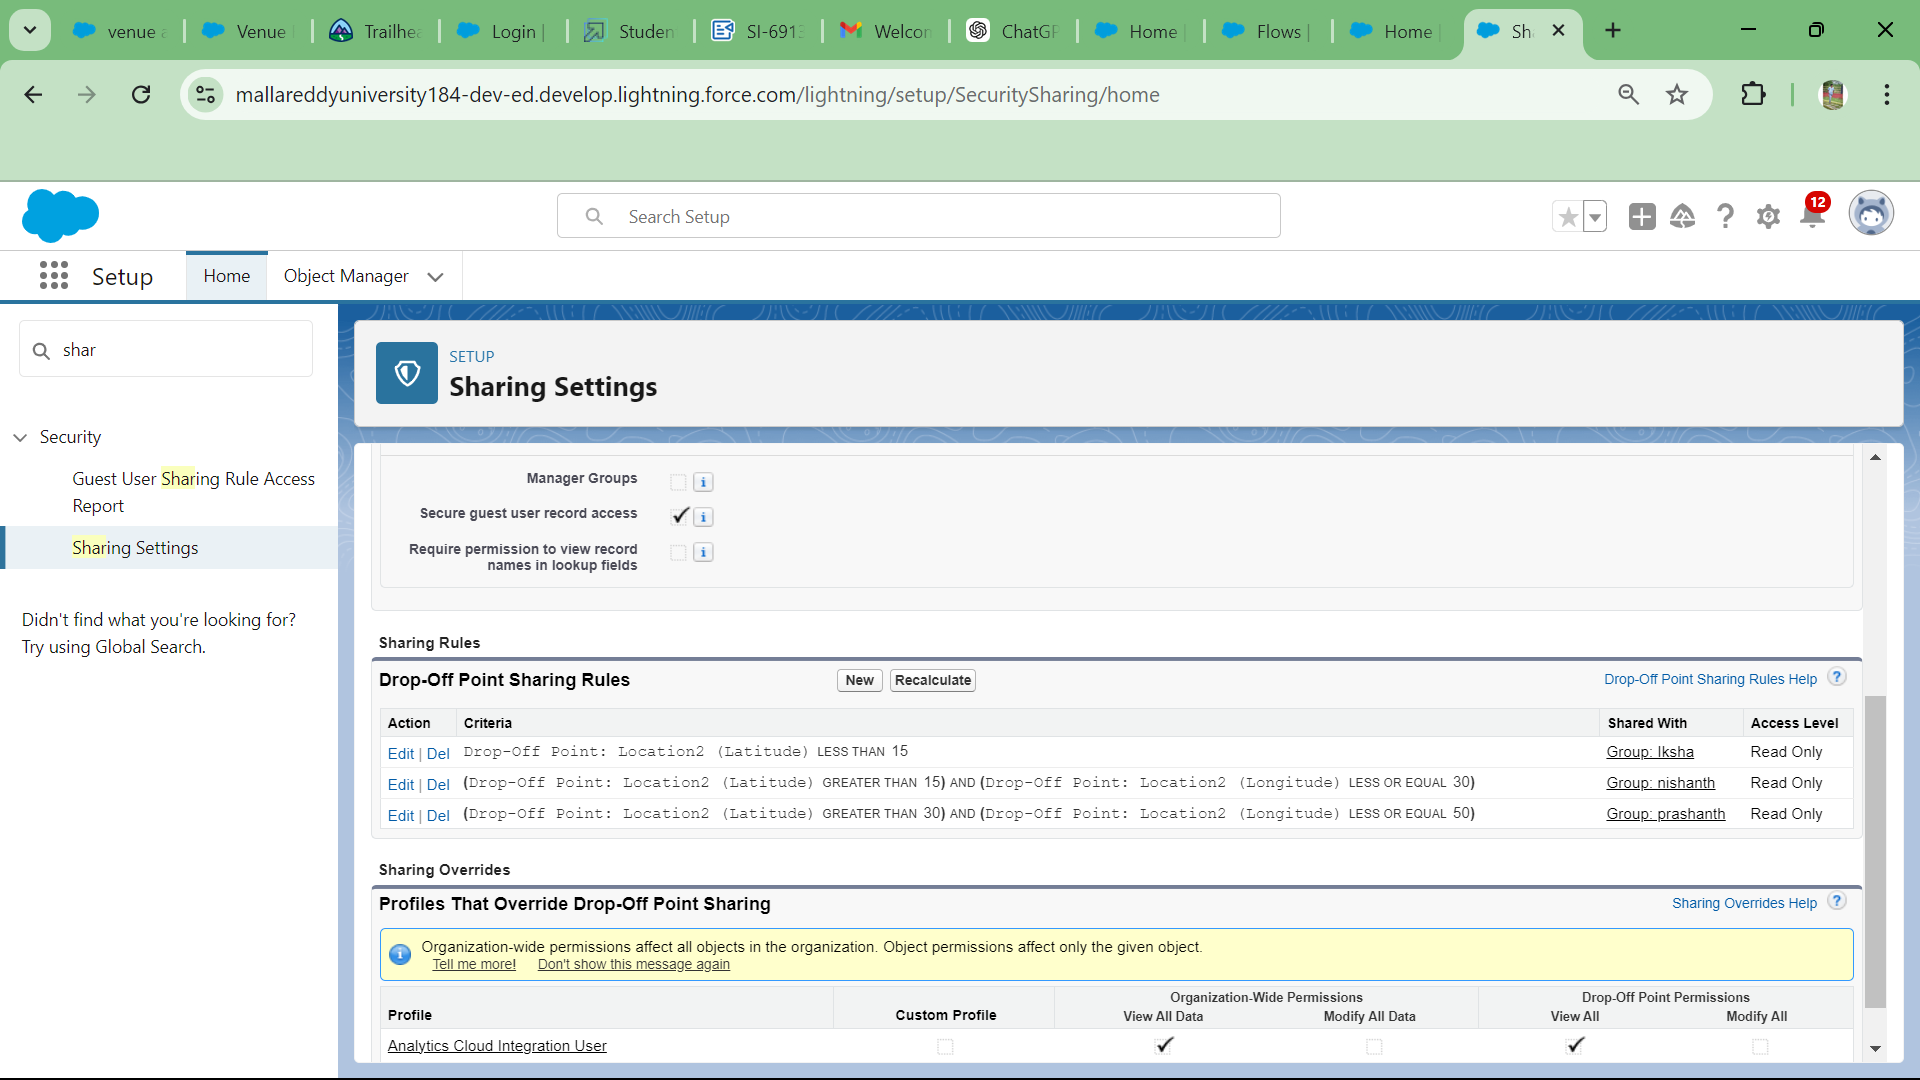 venue a
Venue
Trailhea
Login |
Studen
SI-6913
Welcon
ChatGP
Home |
Flows |
Home |
Sha
mallareddyuniversity184-dev-ed.develop.lightning.force.com/lightning/setup/SecuritySharing/home
Search Setup
12
Setup
Home
Object Manager
shar
Security
Guest User Sharing Rule Access
Report
Sharing Settings
Didn't find what you're looking for?
Try using Global Search.
SETUP
Sharing Settings
Manager Groups
Secure guest user record access
Require permission to view record
names in lookup fields
Sharing Rules
Drop-Off Point Sharing Rules New Recalculate Drop-Off Point Sharing Rules Help ?
Action Criteria Shared With Access Level
Edit | Del Drop-Off Point: Location2 (Latitude) LESS THAN 15 Group: Iksha Read Only
Edit | Del (Drop-Off Point: Location2 (Latitude) GREATER THAN 15) AND (Drop-Off Point: Location2 (Longitude) LESS OR EQUAL 30) Group: nishanth Read Only
Edit | Del (Drop-Off Point: Location2 (Latitude) GREATER THAN 30) AND (Drop-Off Point: Location2 (Longitude) LESS OR EQUAL 50) Group: prashanth Read Only
Sharing Overrides
Profiles That Override Drop-Off Point Sharing Sharing Overrides Help ?
Organization-wide permissions affect all objects in the organization. Object permissions affect only the given object.
Tell me more! Don't show this message again
Organization-Wide Permissions Drop-Off Point Permissions
Profile Custom Profile View All Data Modify All Data View All Modify All
Analytics Cloud Integration User